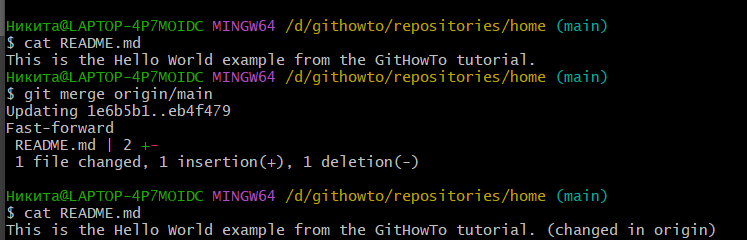 Никита@LAPTOP-4P7MOIDC MINGW64 /d/githowto/repositories/home (main)
$ cat README.md
This is the Hello World example from the GitHowTo tutorial.
Никита@LAPTOP-4P7MOIDC MINGW64 /d/githowto/repositories/home (main)
$ git merge origin/main
Updating 1e6b5b1..eb4f479
Fast-forward
 README.md | 2 +-
 1 file changed, 1 insertion(+), 1 deletion(-)
Никита@LAPTOP-4P7MOIDC MINGW64 /d/githowto/repositories/home (main)
$ cat README.md
This is the Hello World example from the GitHowTo tutorial. (changed in origin)